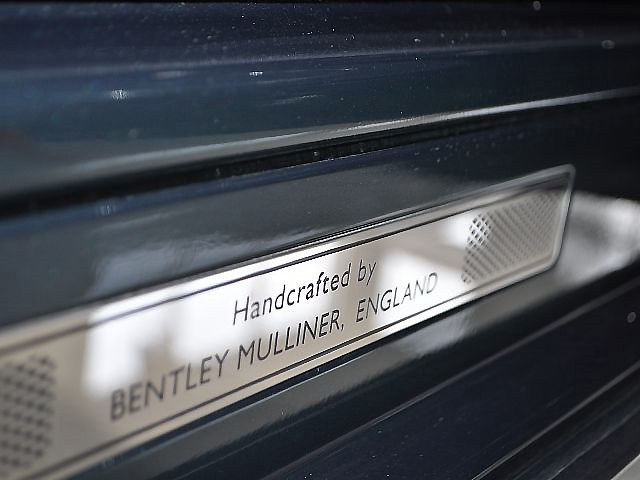 Handcrafted by
BENTLEY MULLINER, ENGLAND